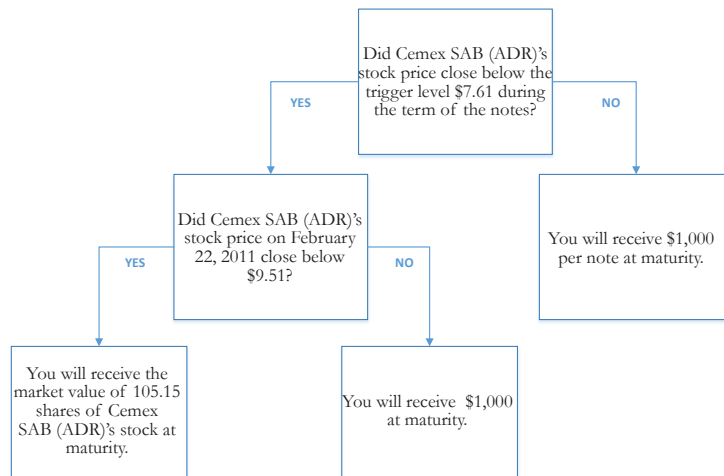 Did Cemex SAB (ADR)’s
stock price close below the
trigger level $7.61 during
the term of the notes?
YES
NO
Did Cemex SAB (ADR)’s
stock price on February
22, 2011 close below
$9.51?
You will receive $1,000
per note at maturity.
YES
NO
You will receive the
market value of 105.15
shares of Cemex
SAB (ADR)’s stock at
maturity.
You will receive  $1,000
at maturity.